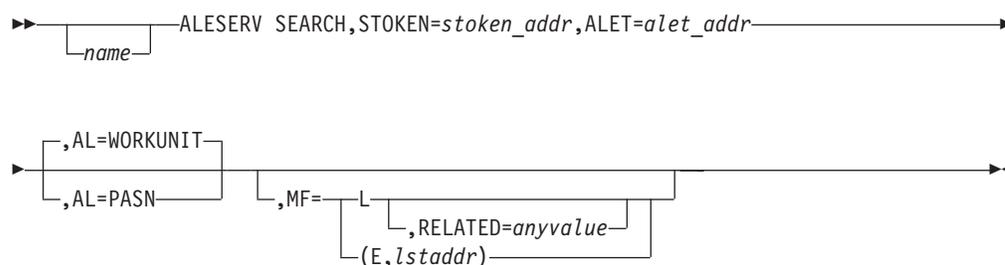 ALESERV SEARCH,STOKEN=stoken_addr,ALET=alet_addr
name
,AL=WORKUNIT
,AL=PASN
,MF=
L
,RELATED=anyvalue
(E,lstaddr)